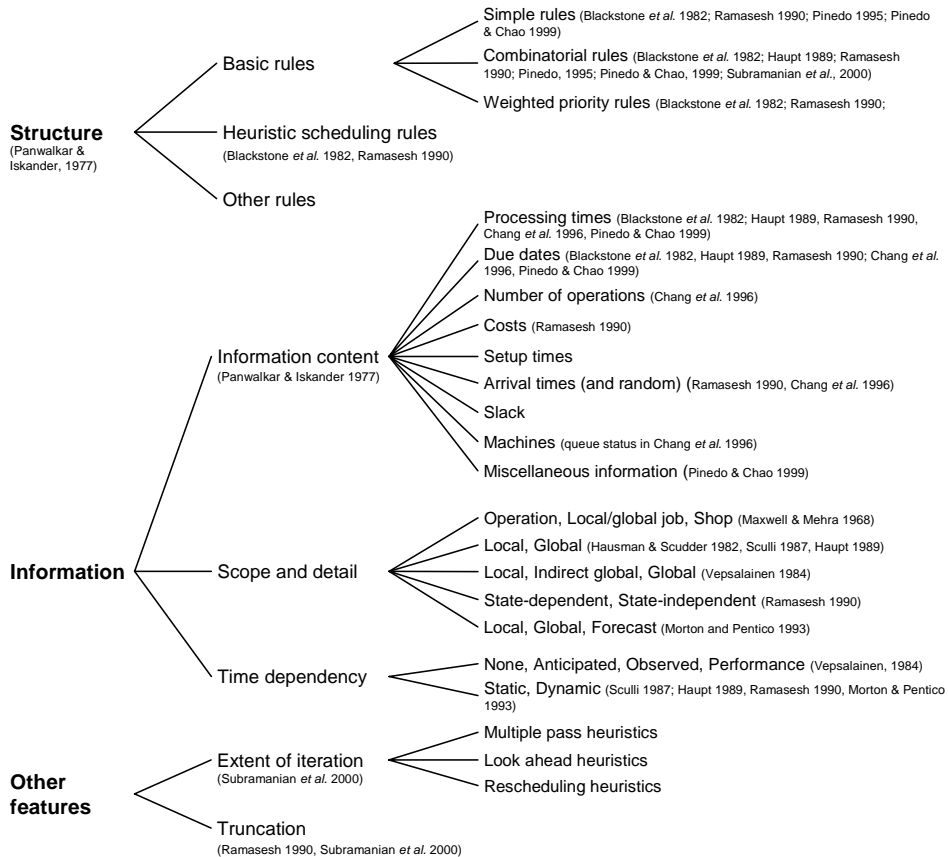 Simple rules (Blackstone et al. 1982; Ramasesh 1990; Pinedo 1995; Pinedo
& Chao 1999)
Basic rules
Combinatorial rules (Blackstone et al. 1982; Haupt 1989; Ramasesh
1990; Pinedo, 1995; Pinedo & Chao, 1999; Subramanian et al., 2000)
Weighted priority rules (Blackstone et al. 1982; Ramasesh 1990;
Structure
(Panwalkar &
Iskander, 1977)
Heuristic scheduling rules
(Blackstone et al. 1982, Ramasesh 1990)
Other rules
Processing times (Blackstone et al. 1982; Haupt 1989, Ramasesh 1990,
Chang et al. 1996, Pinedo & Chao 1999)
Due dates (Blackstone et al. 1982, Haupt 1989, Ramasesh 1990; Chang et al.
1996, Pinedo & Chao 1999)
Number of operations (Chang et al. 1996)
Costs (Ramasesh 1990)
Information content
(Panwalkar & Iskander 1977)
Setup times
Arrival times (and random) (Ramasesh 1990, Chang et al. 1996)
Slack
Machines (queue status in Chang et al. 1996)
Miscellaneous information (Pinedo & Chao 1999)
Operation, Local/global job, Shop (Maxwell & Mehra 1968)
Local, Global (Hausman & Scudder 1982, Sculli 1987, Haupt 1989)
Information
Scope and detail
Local, Indirect global, Global (Vepsalainen 1984)
State-dependent, State-independent (Ramasesh 1990)
Local, Global, Forecast (Morton and Pentico 1993)
Time dependency
None, Anticipated, Observed, Performance (Vepsalainen, 1984)
Static, Dynamic (Sculli 1987; Haupt 1989, Ramasesh 1990, Morton & Pentico
1993)
Multiple pass heuristics
Extent of iteration
(Subramanian et al. 2000)
Look ahead heuristics
Rescheduling heuristics
Other
features
Truncation
(Ramasesh 1990, Subramanian et al. 2000)